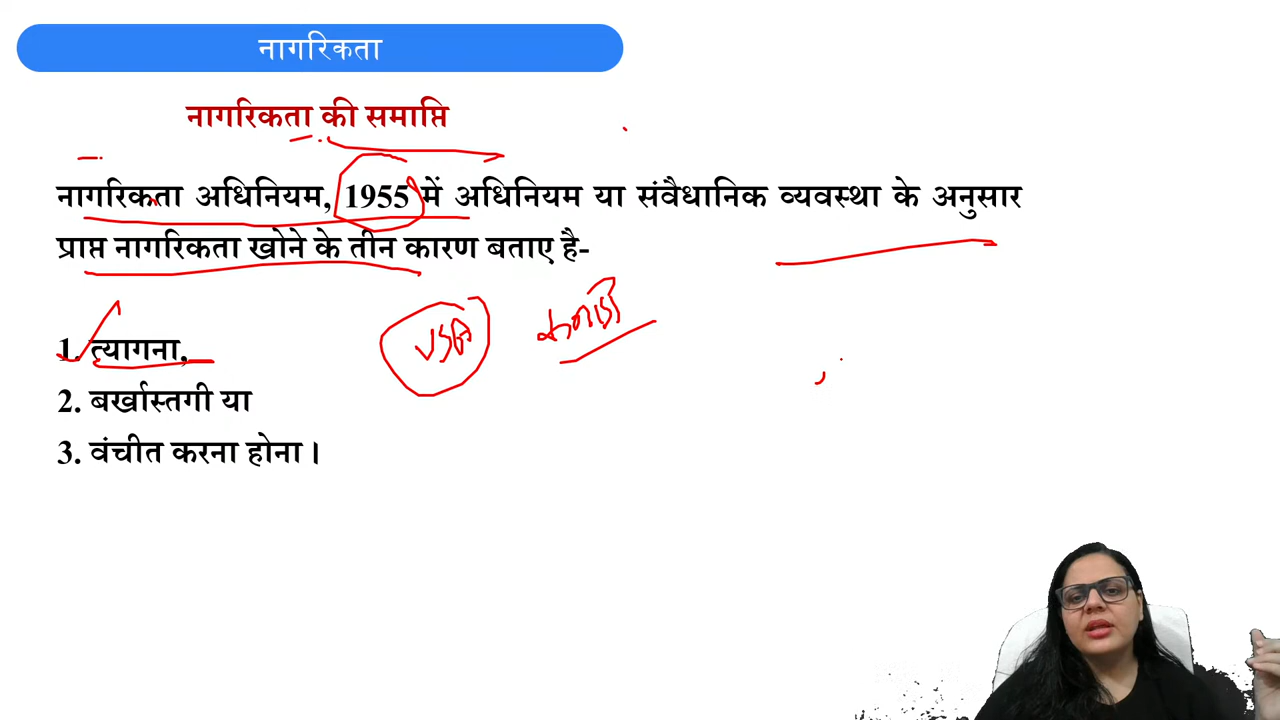 नागरिकता
नागरिकता की समाप्ति
नागरिकता अधिनियम, 1955 में अधिनियम या संवैधानिक व्यवस्था के अनुसार
प्राप्त नागरिकता खोने के तीन कारण बताए है-
1. त्यागना,
2. बर्खास्तगी या
3. वंचीत करना होना।